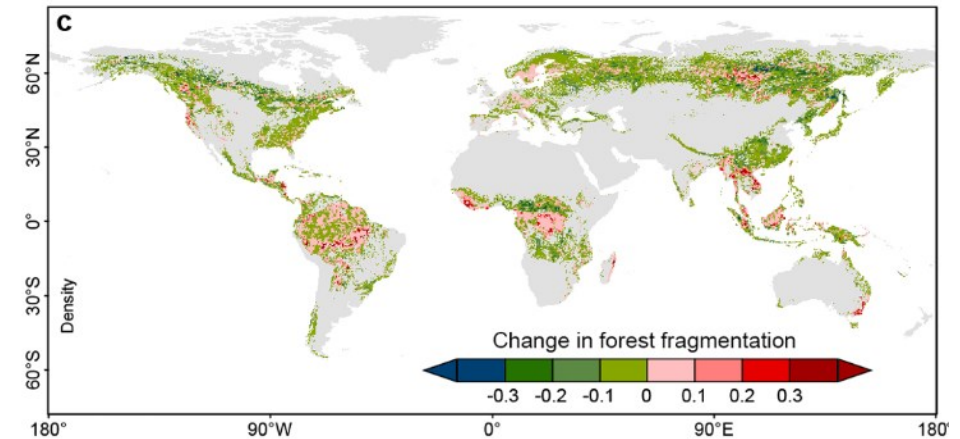 c
60°N
30°N
0°
30°S
60°S
Density
Change in forest fragmentation
-0.3 -0.2 -0.1 0 0.1 0.2 0.3
180° 90°W 0° 90°E 180°